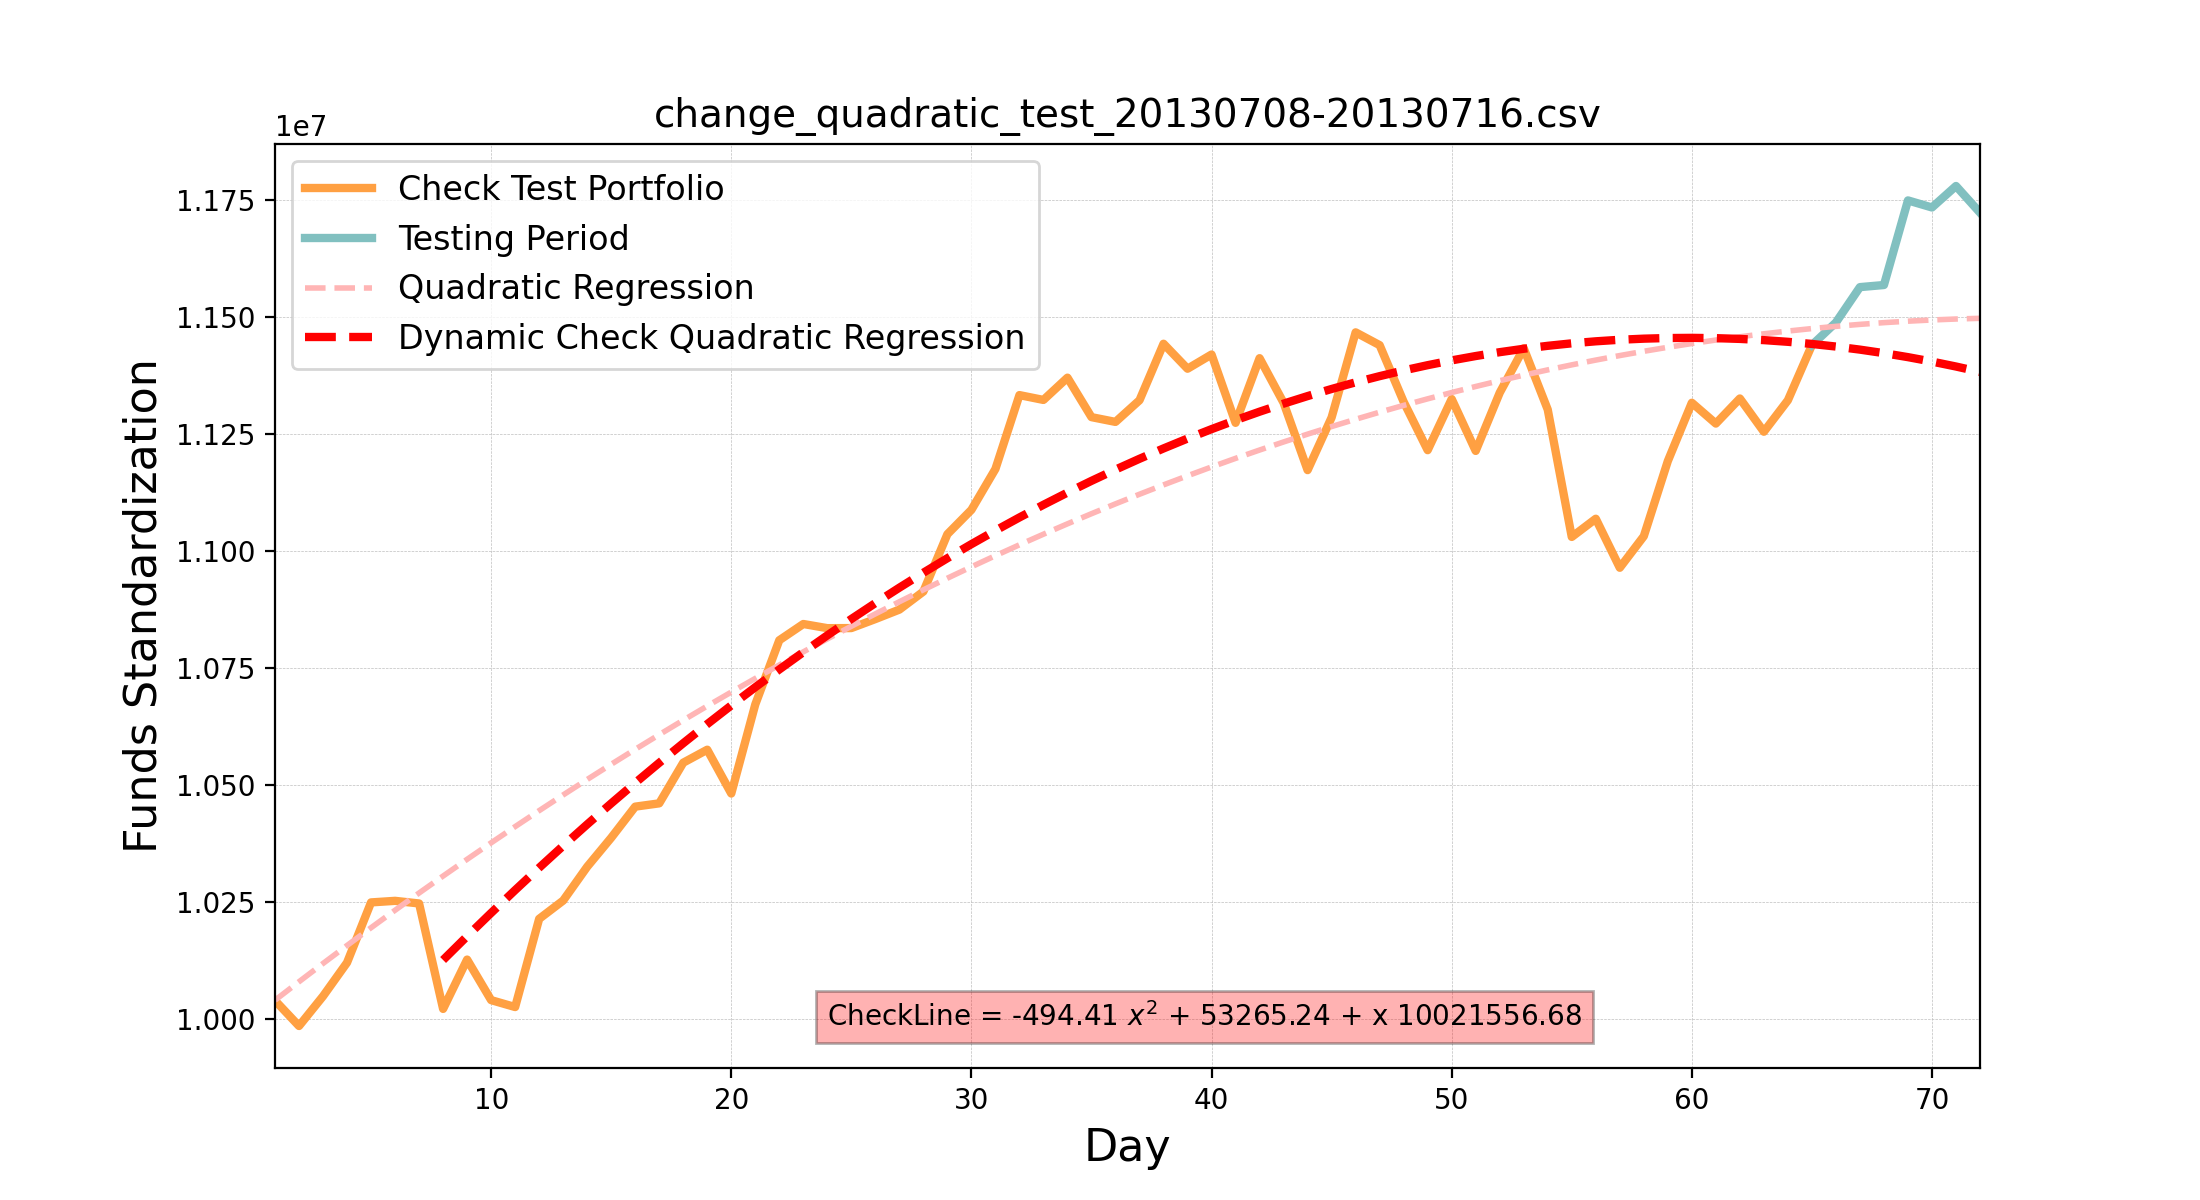 change_quadratic_test_20130708-20130716.csv
1e7
Check Test Portfolio
Testing Period
Quadratic Regression
Dynamic Check Quadratic Regression
1.175
1.150
1.125
1.100
1.075
1.050
1.025
1.000
Funds Standardization
CheckLine = -494.41 x² + 53265.24 + x 10021556.68
10 20 30 40 50 60 70
Day